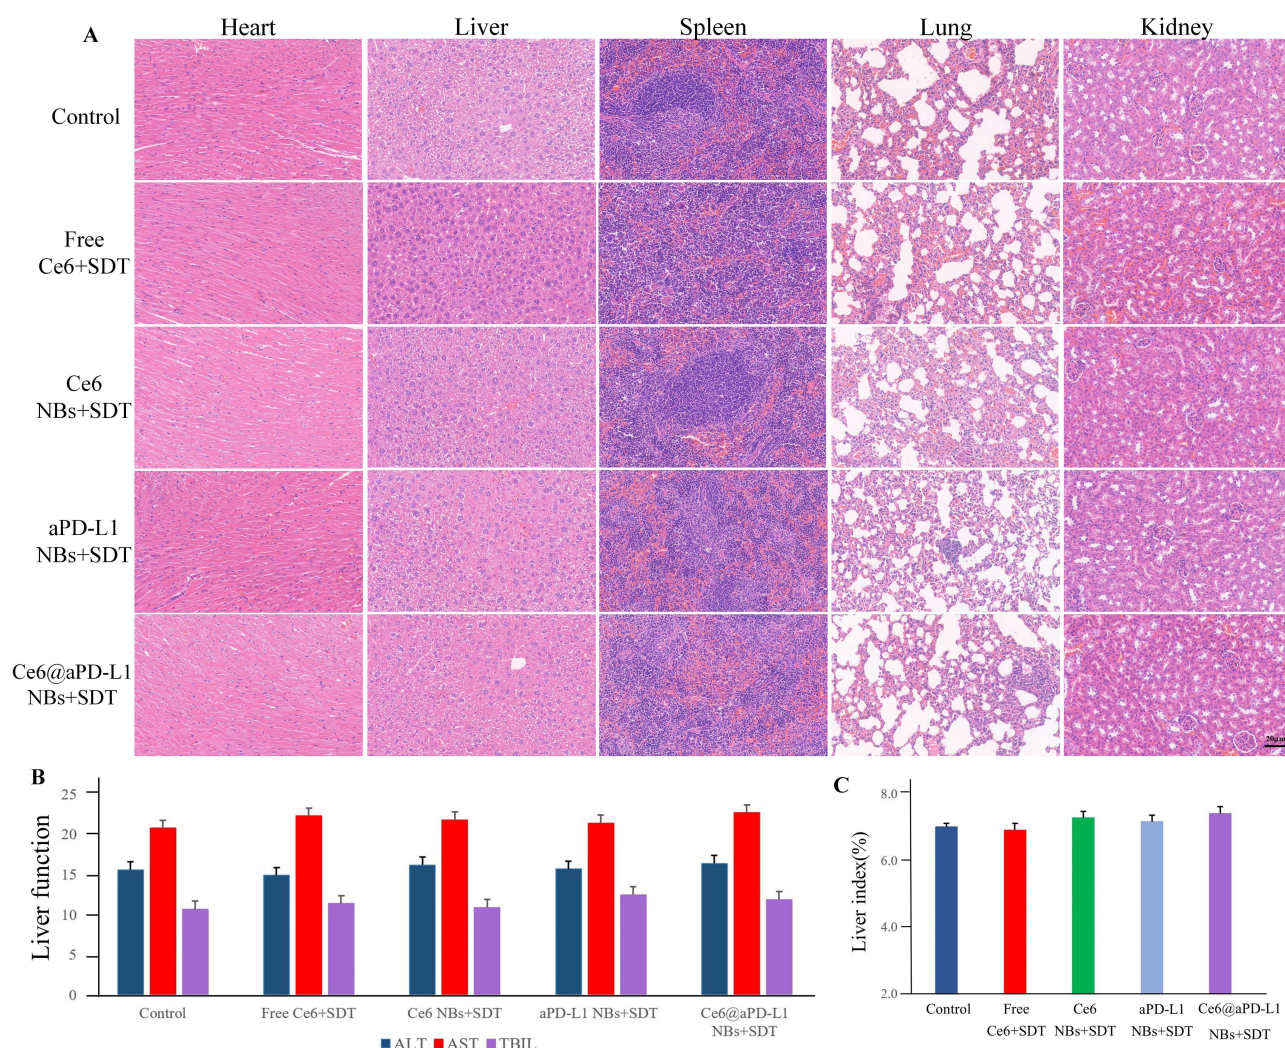 A
Heart
Liver
Spleen
Lung
Kidney
Control
Free
Ce6+SDT
Ce6
NBs+SDT
aPD-L1
NBs+SDT
Ce6@aPD-L1
NBs+SDT
20μm
B
Liver function
25
20
15
10
5
0
Control
Free Ce6+SDT
Ce6 NBs+SDT
aPD-L1 NBs+SDT
Ce6@aPD-L1
NBs+SDT
ALT AST TBIL
C
Liver index(%)
8.0
6.0
4.0
2.0
Control
Free
Ce6+SDT
Ce6
NBs+SDT
aPD-L1
NBs+SDT
Ce6@aPD-L1
NBs+SDT